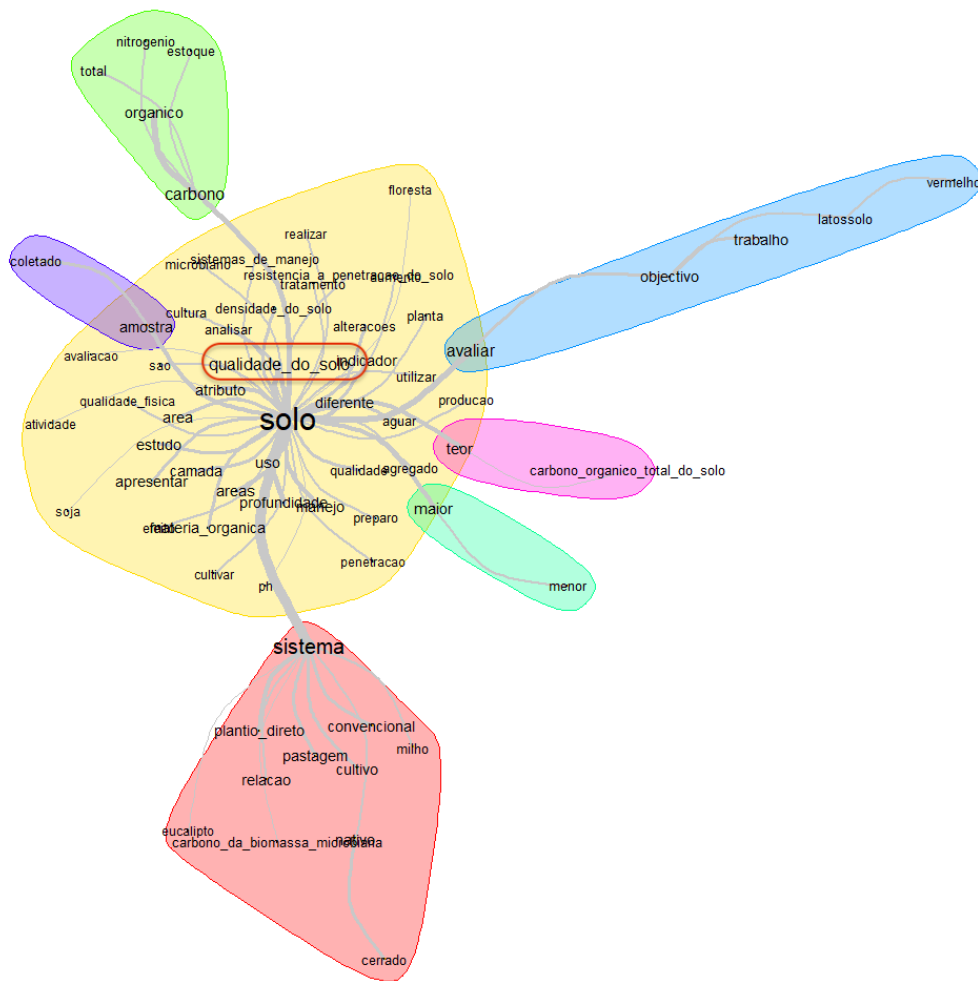 nitrogenio
estoque
total
organico
carbono
floresta
vermelho
latossolo
trabalho
objectivo
coletado
realizar
microbiano
sistemas_de_manejo
resistencia_a_penetracao_do_solo
aumento_solo
tratamento
cultura
densidade_do_solo
amostra
analisar
alteracoes
planta
avaliar
avaliacao
sao
qualidade_do_solo
indicador
utilizar
atributo
qualidade_fisica
diferente
producao
area
solo
aguar
atividade
estudo
teor
carbono_organico_total_do_solo
camada
uso
qualidade
agregado
apresentar
areas
profundidade
manejo
maior
soja
materia_organica
preparo
penetracao
cultivar
ph
menor
sistema
plantio_direto
convencional
pastagem
milho
relacao
cultivo
eucalipto
carbono_da_biomassa_microbiana
nativo
cerrado